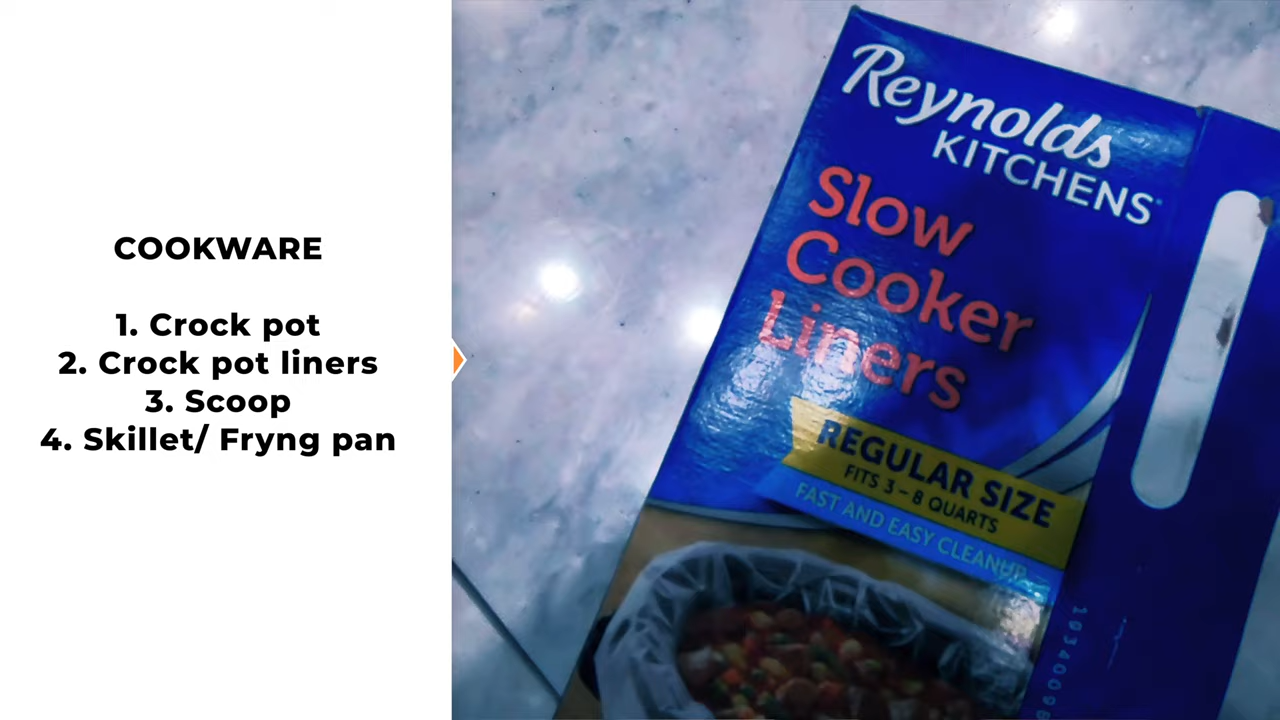 COOKWARE
1. Crock pot
2. Crock pot liners
3. Scoop
4. Skillet/ Fryng pan
Reynolds
KITCHENS
Slow
Cooker
Liners
REGULAR SIZE
FITS 3 – 8 QUARTS
FAST AND EASY CLEANUP